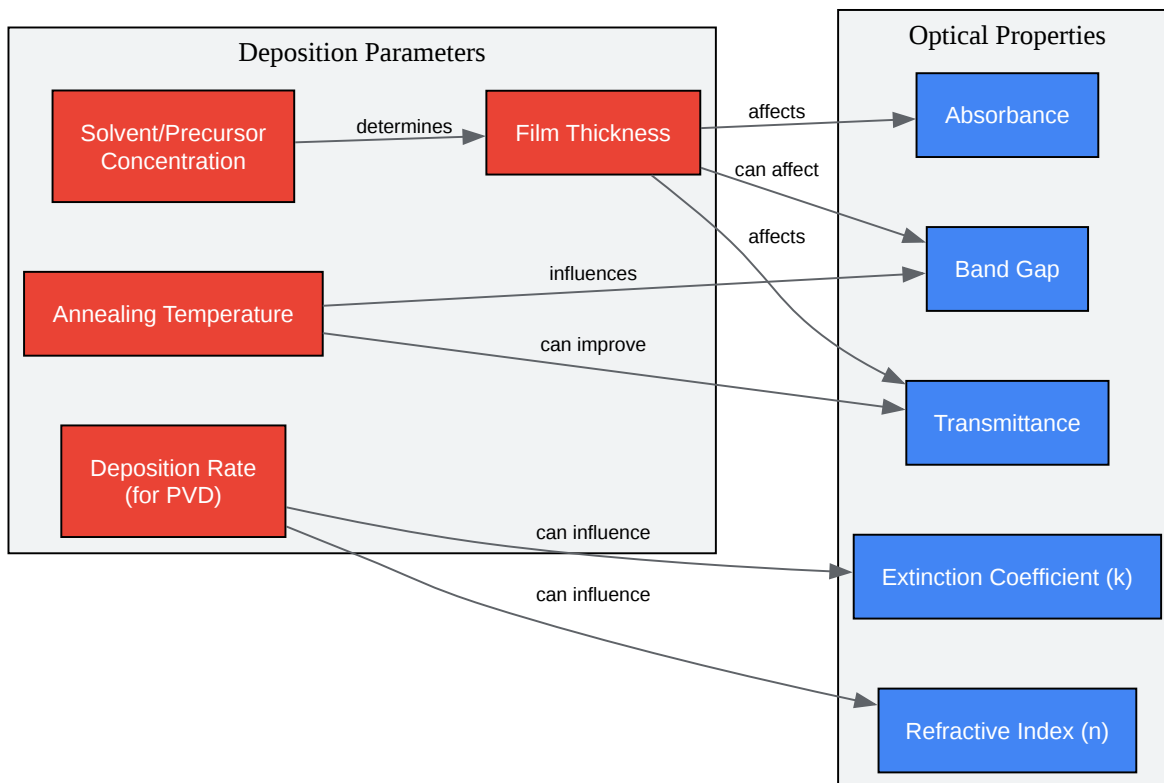 Deposition Parameters
Optical Properties
Solvent/Precursor
Concentration
determines
Film Thickness
affects
Absorbance
can affect
affects
Band Gap
influences
Annealing Temperature
can improve
Transmittance
Deposition Rate
(for PVD)
can influence
can influence
Extinction Coefficient (k)
Refractive Index (n)